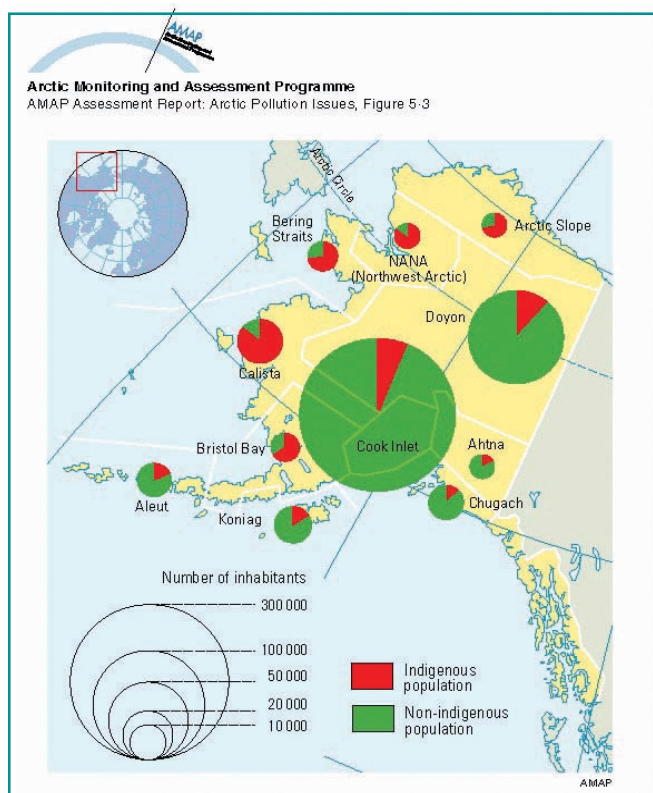 AMAP
Arctic Monitoring and Assessment Programme
AMAP Assessment Report: Arctic Pollution Issues, Figure 5·3
Arctic Circle
Bering
Straits
Arctic Slope
NANA
(Northwest Arctic)
Doyon
Calista
Bristol Bay
Cook Inlet
Ahtna
Aleut
Koniag
Chugach
Number of inhabitants
300 000
100 000
50 000
20 000
10 000
Indigenous
population
Non-indigenous
population
AMAP